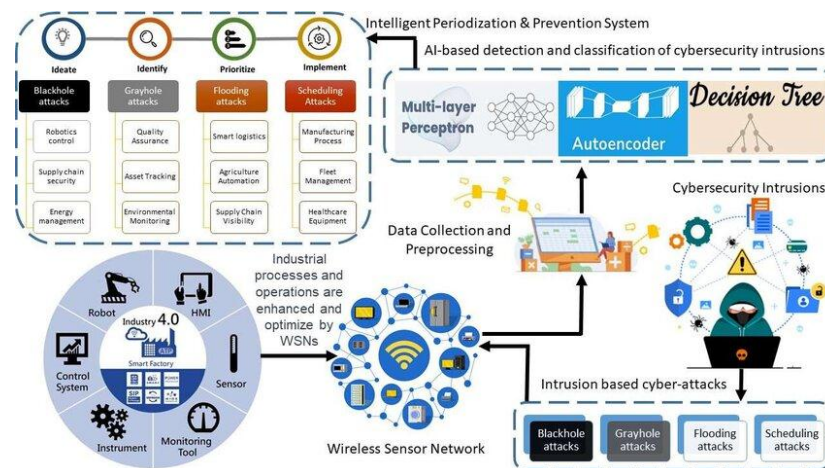 Intelligent Periodization & Prevention System
AI-based detection and classification of cybersecurity intrusions
Ideate
Identify
Prioritize
Implement
Blackhole
attacks
Grayhole
attacks
Flooding
attacks
Scheduling
Attacks
Robotics
control
Quality
Assurance
Smart logistics
Manufacturing
Process
Supply chain
security
Asset Tracking
Agriculture
Automation
Fleet
Management
Energy
management
Environmental
Monitoring
Supply Chain
Visibility
Healthcare
Equipment
Multi-layer
Perceptron
Autoencoder
Decision Tree
Data Collection and
Preprocessing
Cybersecurity Intrusions
Industrial
processes and
operations are
enhanced and
optimize by
WSNs
Robot
HMI
Control
System
Sensor
Instrument
Monitoring
Tool
Industry 4.0
Smart Factory
Wireless Sensor Network
Intrusion based cyber-attacks
Blackhole
attacks
Grayhole
attacks
Flooding
attacks
Scheduling
attacks